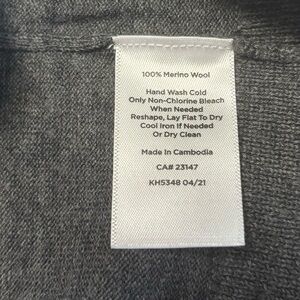 100% Merino Wool
Hand Wash Cold
Only Non-Chlorine Bleach
When Needed
Reshape, Lay Flat To Dry
Cool Iron If Needed
Or Dry Clean
Made In Cambodia
CA# 23147
KH5348 04/21